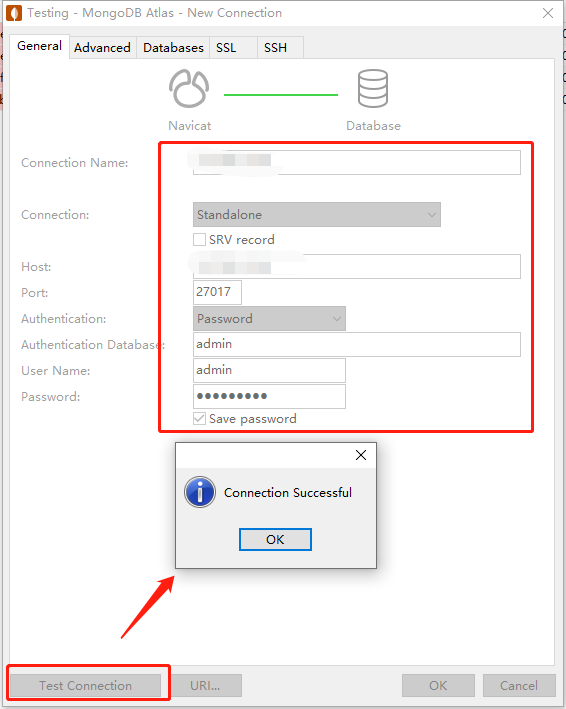 Testing - MongoDB Atlas - New Connection
General Advanced Databases SSL SSH
Navicat Database
Connection Name:
Connection: Standalone
SRV record
Host:
Port: 27017
Authentication: Password
Authentication Database: admin
User Name: admin
Password: ●●●●●●●●●
Save password
Connection Successful
OK
Test Connection URI... OK Cancel